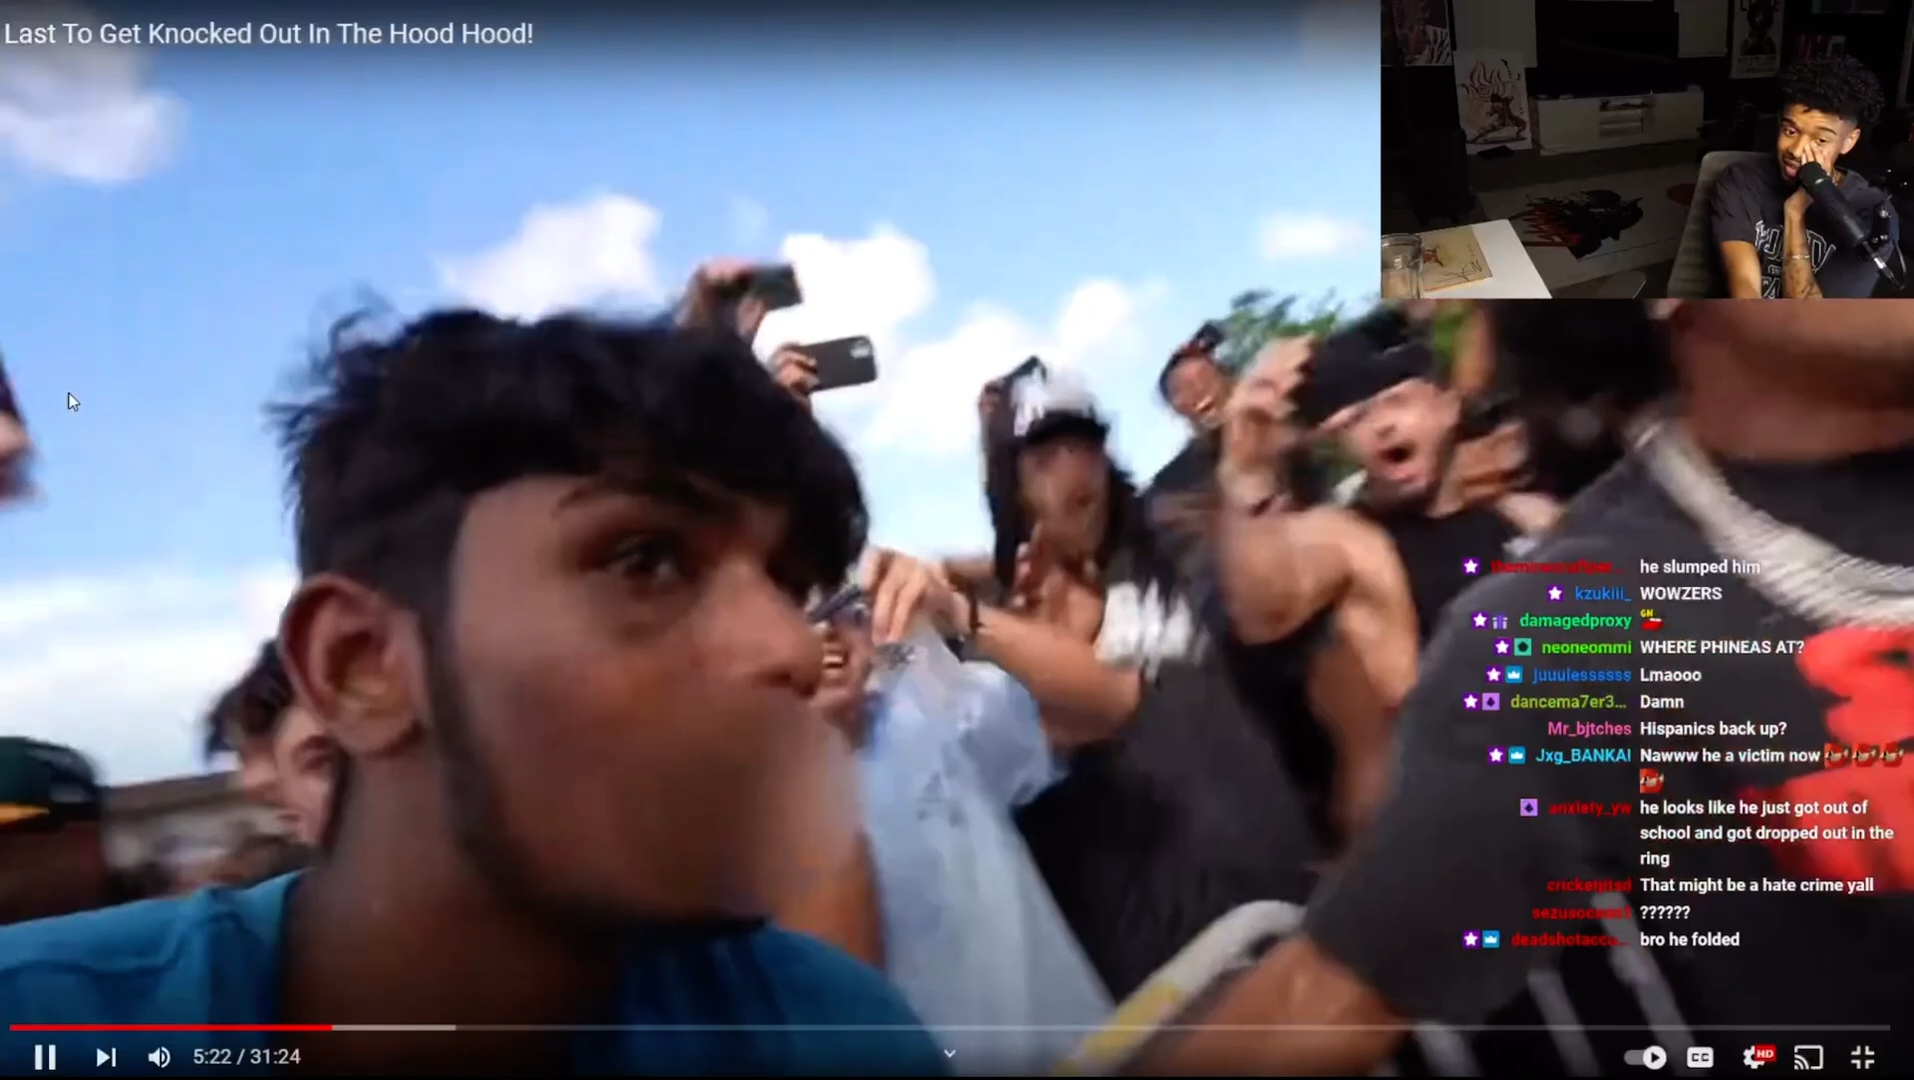 Last To Get Knocked Out In The Hood Hood!
he slumped him
kzukiii_ WOWZERS
damagedproxy
neoneommi WHERE PHINEAS AT?
juuulessssss Lmaooo
dancema7er3... Damn
Mr_bjtches Hispanics back up?
Jxg_BANKAI Nawww he a victim now
anxiety_yw he looks like he just got out of
school and got dropped out in the
ring
That might be a hate crime yall
??????
bro he folded
5:22 / 31:24
CC
HD